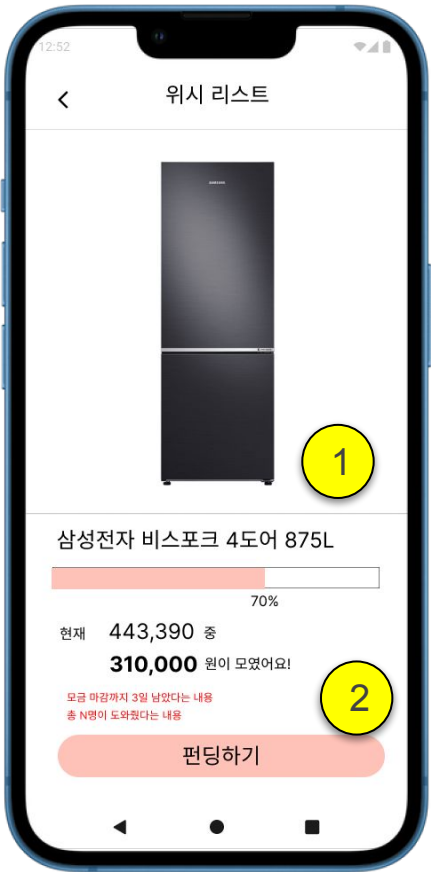 12:52
위시 리스트
SAMSUNG
1
삼성전자 비스포크 4도어 875L
70%
현재 443,390 중
310,000 원이 모였어요!
모금 마감까지 3일 남았다는 내용
총 N명이 도와줬다는 내용
2
펀딩하기